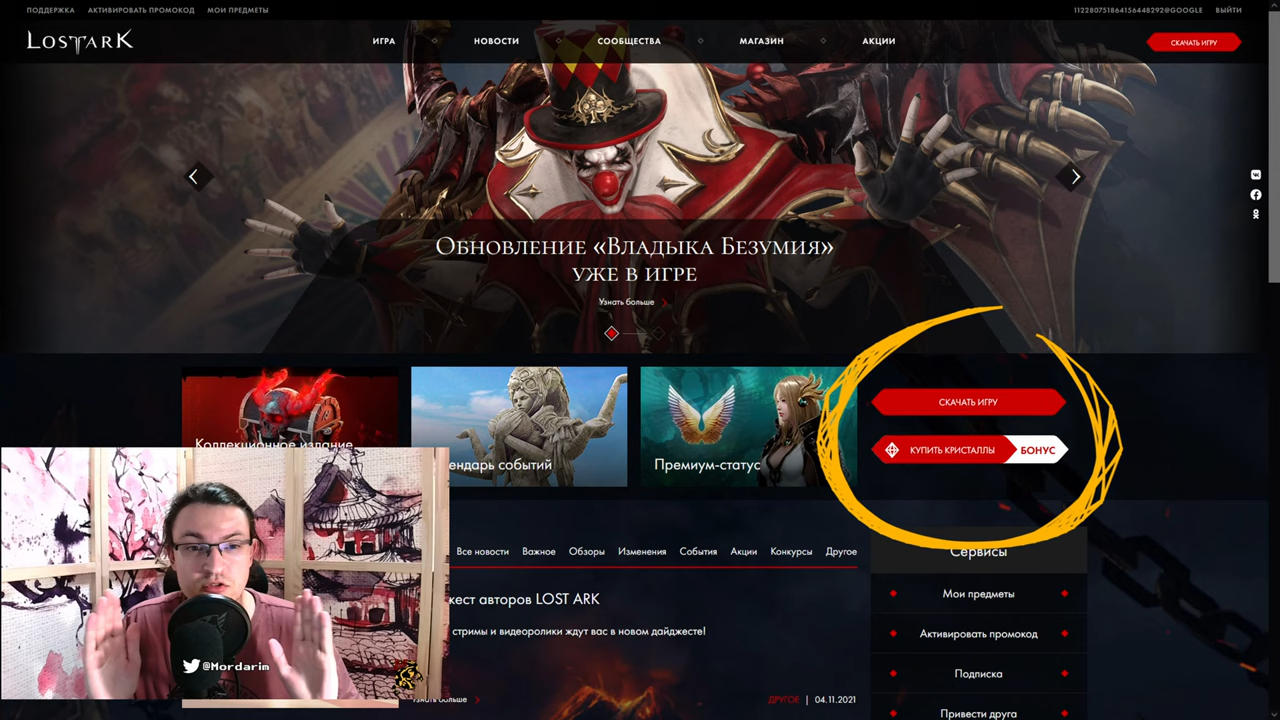 ПОДДЕРЖКА АКТИВИРОВАТЬ ПРОМОКОД МОИ ПРЕДМЕТЫ
112280751864156448292@GOOGLE ВЫЙТИ
LOST ARK
ИГРА НОВОСТИ СООБЩЕСТВА МАГАЗИН АКЦИИ
СКАЧАТЬ ИГРУ
ОБНОВЛЕНИЕ «ВЛАДЫКА БЕЗУМИЯ»
УЖЕ В ИГРЕ
Узнать больше
Коллекционное издание
ендарь событий
Премиум-статус
СКАЧАТЬ ИГРУ
КУПИТЬ КРИСТАЛЛЫ БОНУС
Все новости Важное Обзоры Изменения События Акции Конкурсы Другое
жест авторов LOST ARK
стримы и видеоролики ждут вас в новом дайджесте!
Узнать больше
ДРУГОЕ | 04.11.2021
Сервисы
Мои предметы
Активировать промокод
Подписка
Привести друга
@Mordarim